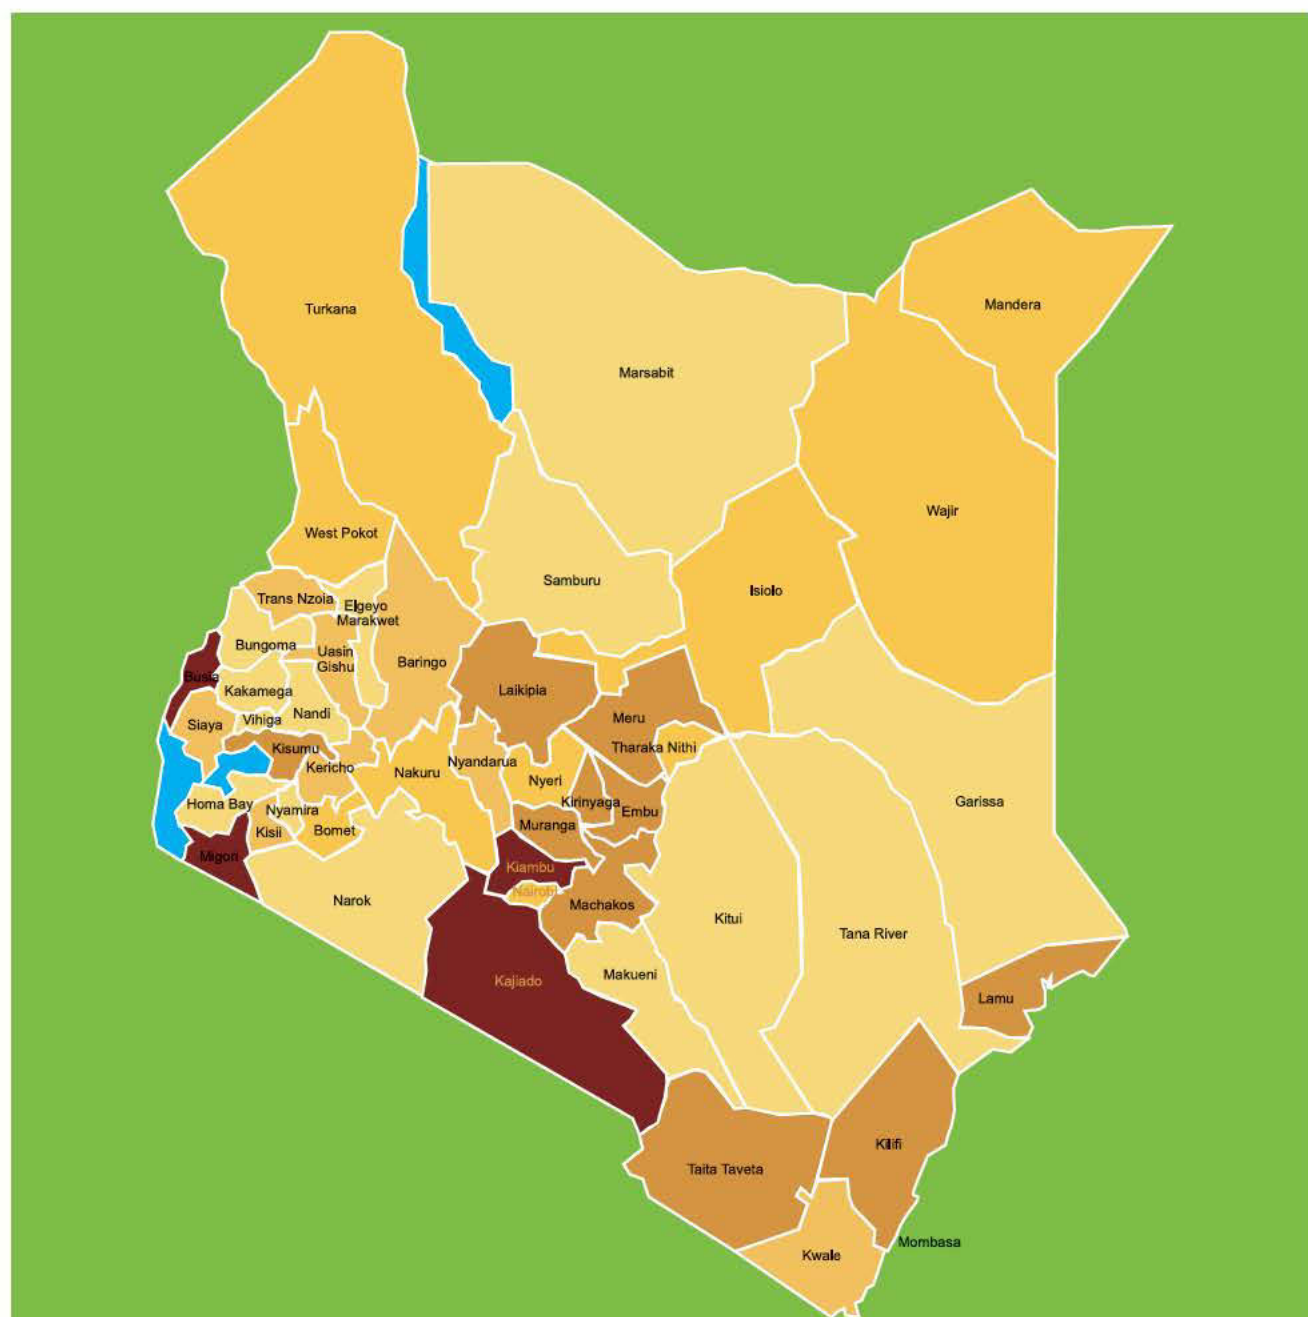 Turkana
Mandera
Marsabit
Wajir
West Pokot
Samburu
Isiolo
Trans Nzoia
Elgeyo
Marakwet
Bungoma
Uasin
Gishu
Baringo
Busia
Kakamega
Laikipia
Siaya
Vihiga
Nandi
Meru
Kisumu
Tharaka Nithi
Kericho
Nakuru
Nyandarua
Nyeri
Homa Bay
Nyamira
Kirinyaga
Embu
Garissa
Kisii
Bomet
Muranga
Migori
Kiambu
Nairobi
Narok
Machakos
Kitui
Tana River
Kajiado
Makueni
Lamu
Taita Taveta
Kilifi
Mombasa
Kwale